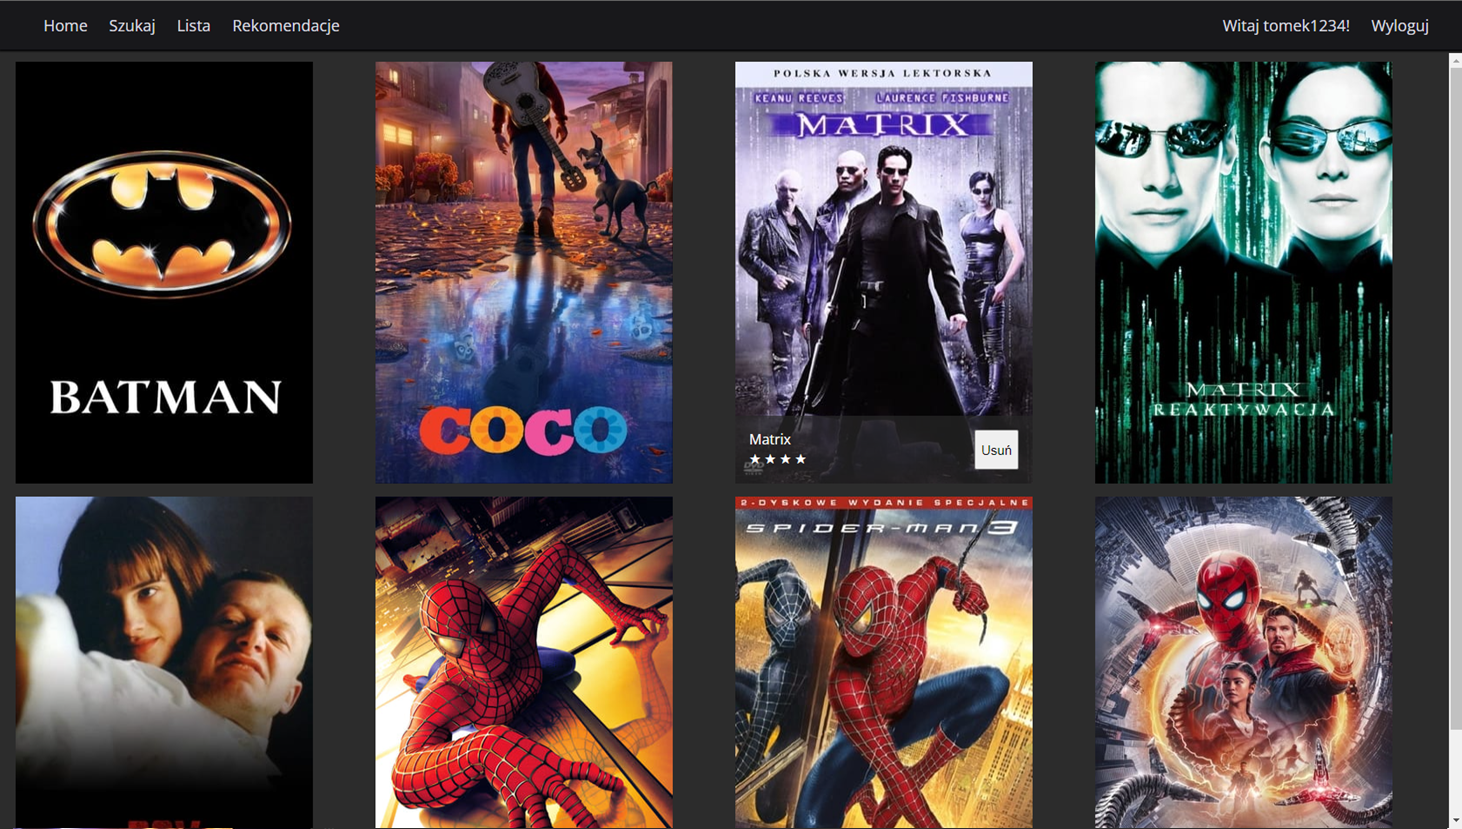 Home Szukaj Lista Rekomendacje Witaj tomek1234! Wyloguj
BATMAN
COCO
POLSKA WERSJA LEKTORSKA
KEANU REEVES LAURENCE FISHBURNE
MATRIX
Matrix
★★★★
Usuń
DVD
MATRIX
REAKTYWACJA
2-DYSKOWE WYDANIE SPECJALNE
SPIDER-MAN 3